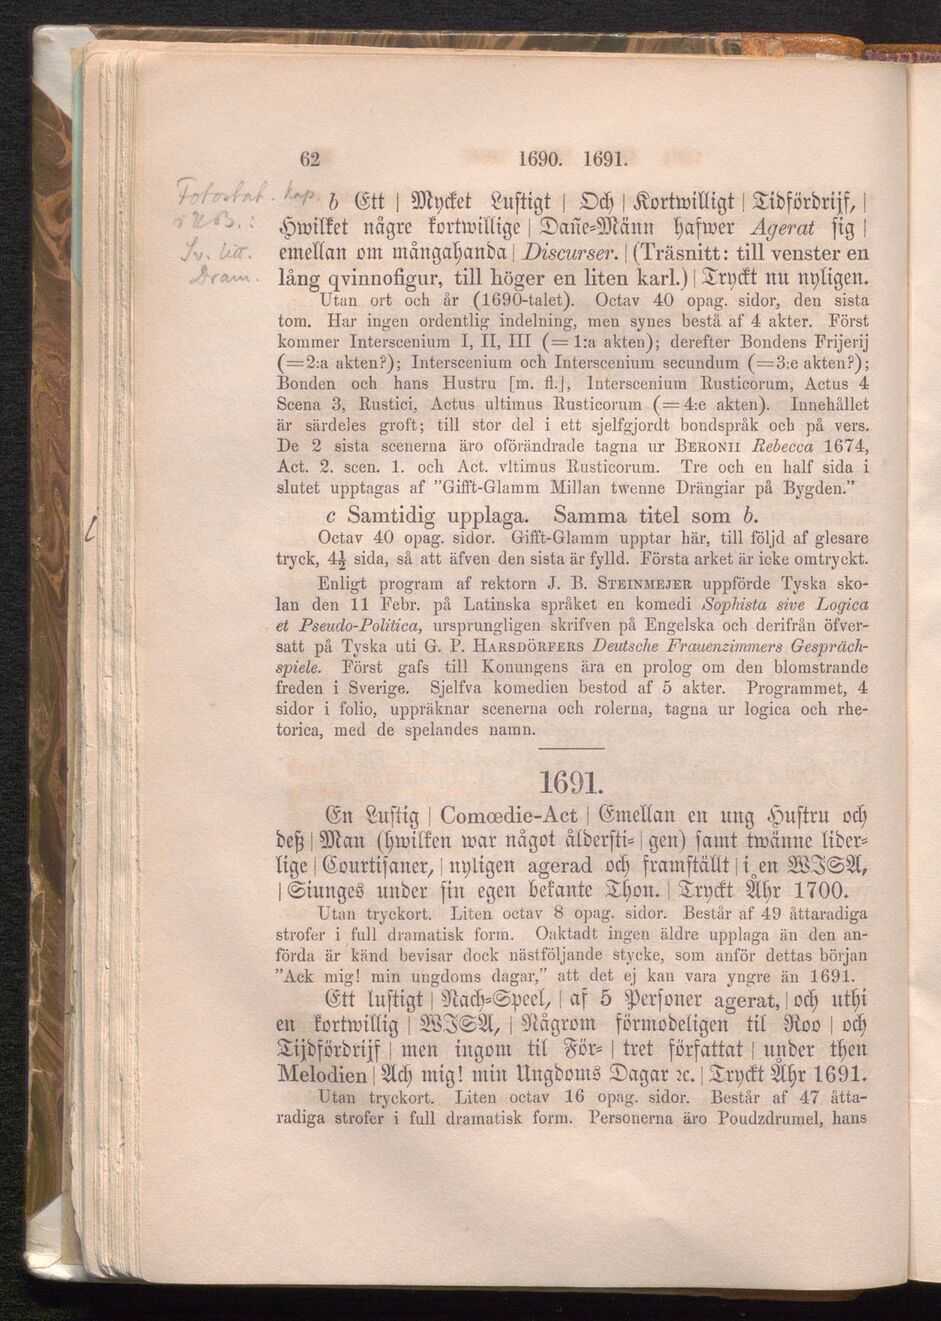 62 1690. 1691.
Fotostat. kap.
i UB.:
Sv. litt.
Dram.
b Ett | Mycket Lustigt | Och | Kortwilligt | Tidfördrijf, |
Hwilket någre kortwillige | Dañe=Männ hafwer Agerat sig |
emellan om mångahanda | Discurser. | (Träsnitt: till venster en
lång qvinnofigur, till höger en liten karl.) | Tryckt nu nyligen.
Utan ort och år (1690-talet). Octav 40 opag. sidor, den sista
tom. Har ingen ordentlig indelning, men synes bestå af 4 akter. Först
kommer Interscenium I, II, III (=1:a akten); derefter Bondens Frijerij
(=2:a akten?); Interscenium och Interscenium secundum (=3:e akten?);
Bonden och hans Hustru [m. fl.], Interscenium Rusticorum, Actus 4
Scena 3, Rustici, Actus ultimus Rusticorum (=4:e akten). Innehållet
är särdeles groft; till stor del i ett sjelfgjordt bondspråk och på vers.
De 2 sista scenerna äro oförändrade tagna ur BERONII Rebecca 1674,
Act. 2. scen. 1. och Act. vltimus Rusticorum. Tre och en half sida i
slutet upptagas af "Gifft-Glamm Millan twenne Drängiar på Bygden."
c Samtidig upplaga. Samma titel som b.
Octav 40 opag. sidor. Gifft-Glamm upptar här, till följd af glesare
tryck, 4½ sida, så att äfven den sista är fylld. Första arket är icke omtryckt.
Enligt program af rektorn J. B. STEINMEJER uppförde Tyska sko-
lan den 11 Febr. på Latinska språket en komedi Sophista sive Logica
et Pseudo-Politica, ursprungligen skrifven på Engelska och derifrån öfver-
satt på Tyska uti G. P. HARSDÖRFERS Deutsche Frauenzimmers Gespräch-
spiele. Först gafs till Konungens ära en prolog om den blomstrande
freden i Sverige. Sjelfva komedien bestod af 5 akter. Programmet, 4
sidor i folio, uppräknar scenerna och rolerna, tagna ur logica och rhe-
torica, med de spelandes namn.
1691.
En Lustig | Comœdie-Act | Emellan en ung Hustru och
deß | Man (hwilken war något åldersti= | gen) samt twänne lider=
lige | Courtisaner, | nyligen agerad och framställt | i en WISA,
| Siunges under sin egen bekante Thon. | Tryckt Åhr 1700.
Utan tryckort. Liten octav 8 opag. sidor. Består af 49 åttaradiga
strofer i full dramatisk form. Oaktadt ingen äldre upplaga än den an-
förda är känd bevisar dock nästföljande stycke, som anför dettas början
"Ack mig! min ungdoms dagar," att det ej kan vara yngre än 1691.
Ett lustigt | Nach=Speel, | af 5 Personer agerat, | och uthi
en kortwillig | WISA, | Någrom förmodeligen til Roo | och
Tijdfördrijf | men ingom til För= | tret författat | under then
Melodien | Ach mig! min Ungdoms Dagar ꝛc. | Tryckt Åhr 1691.
Utan tryckort. Liten octav 16 opag. sidor. Består af 47 åtta-
radiga strofer i full dramatisk form. Personerna äro Poudzdrumel, hans